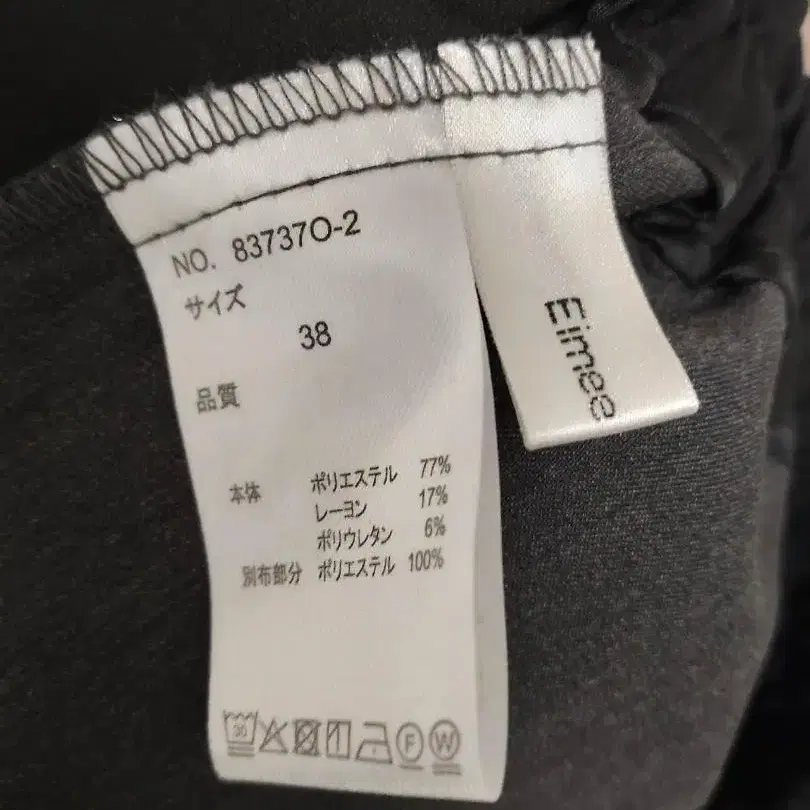 NO. 83737O-2
サイズ
38
品質
本体 ポリエステル 77%
レーヨン 17%
ポリウレタン 6%
別布部分 ポリエステル 100%
30
F
W
Eimee